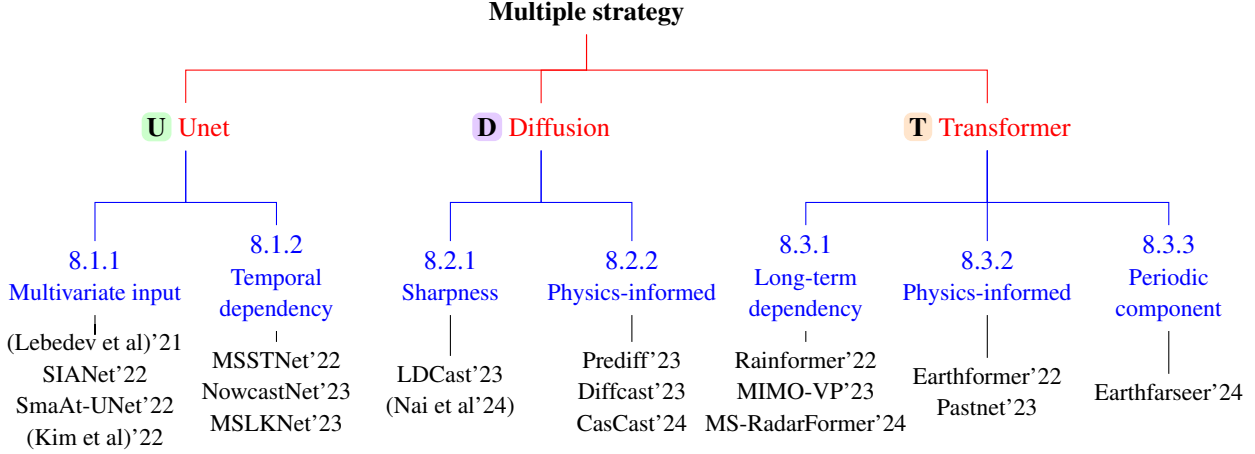 Multiple strategy
U Unet
D Diffusion
T Transformer
8.1.1
Multivariate input
(Lebedev et al)'21
SIANet'22
SmaAt-UNet'22
(Kim et al)'22
8.1.2
Temporal
dependency
MSSTNet'22
NowcastNet'23
MSLKNet'23
8.2.1
Sharpness
LDCast'23
(Nai et al'24)
8.2.2
Physics-informed
Prediff'23
Diffcast'23
CasCast'24
8.3.1
Long-term
dependency
Rainformer'22
MIMO-VP'23
MS-RadarFormer'24
8.3.2
Physics-informed
Earthformer'22
Pastnet'23
8.3.3
Periodic
component
Earthfarseer'24